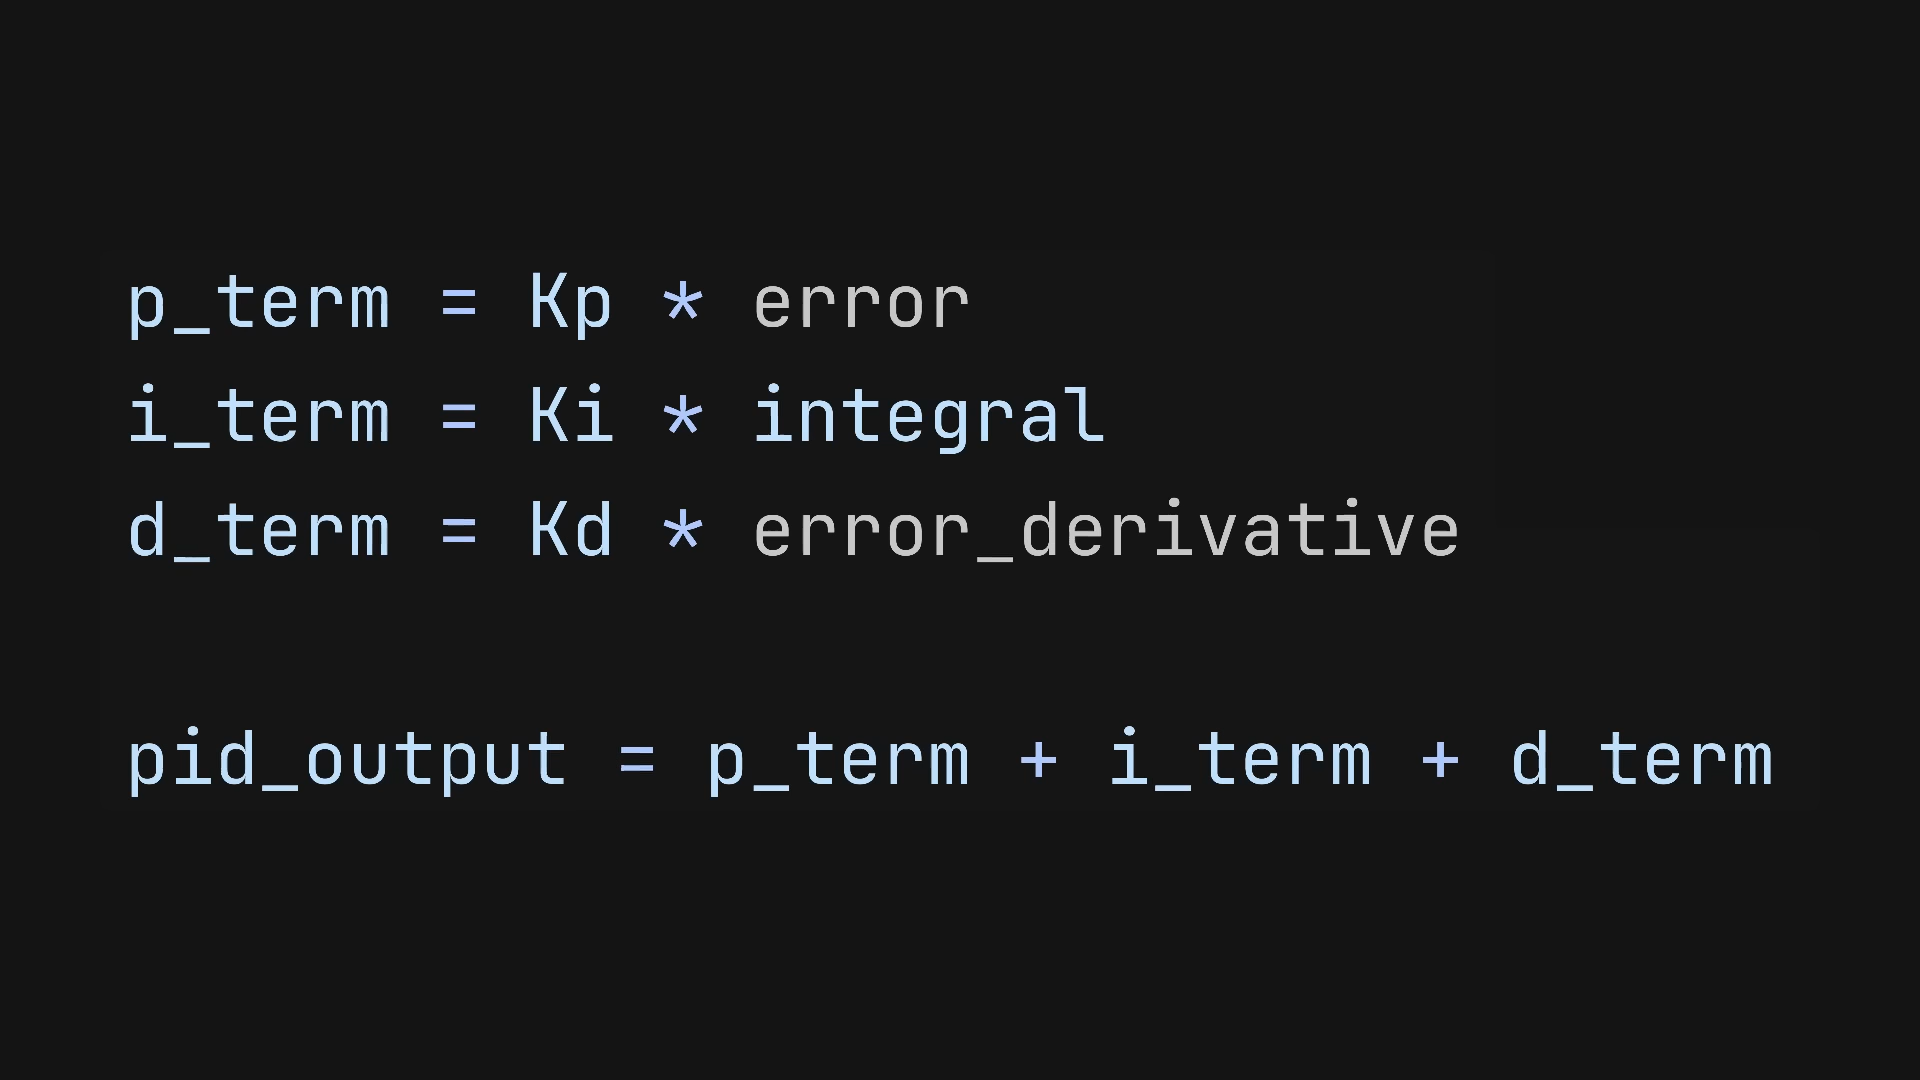 p_term = Kp * error
i_term = Ki * integral
d_term = Kd * error_derivative
pid_output = p_term + i_term + d_term